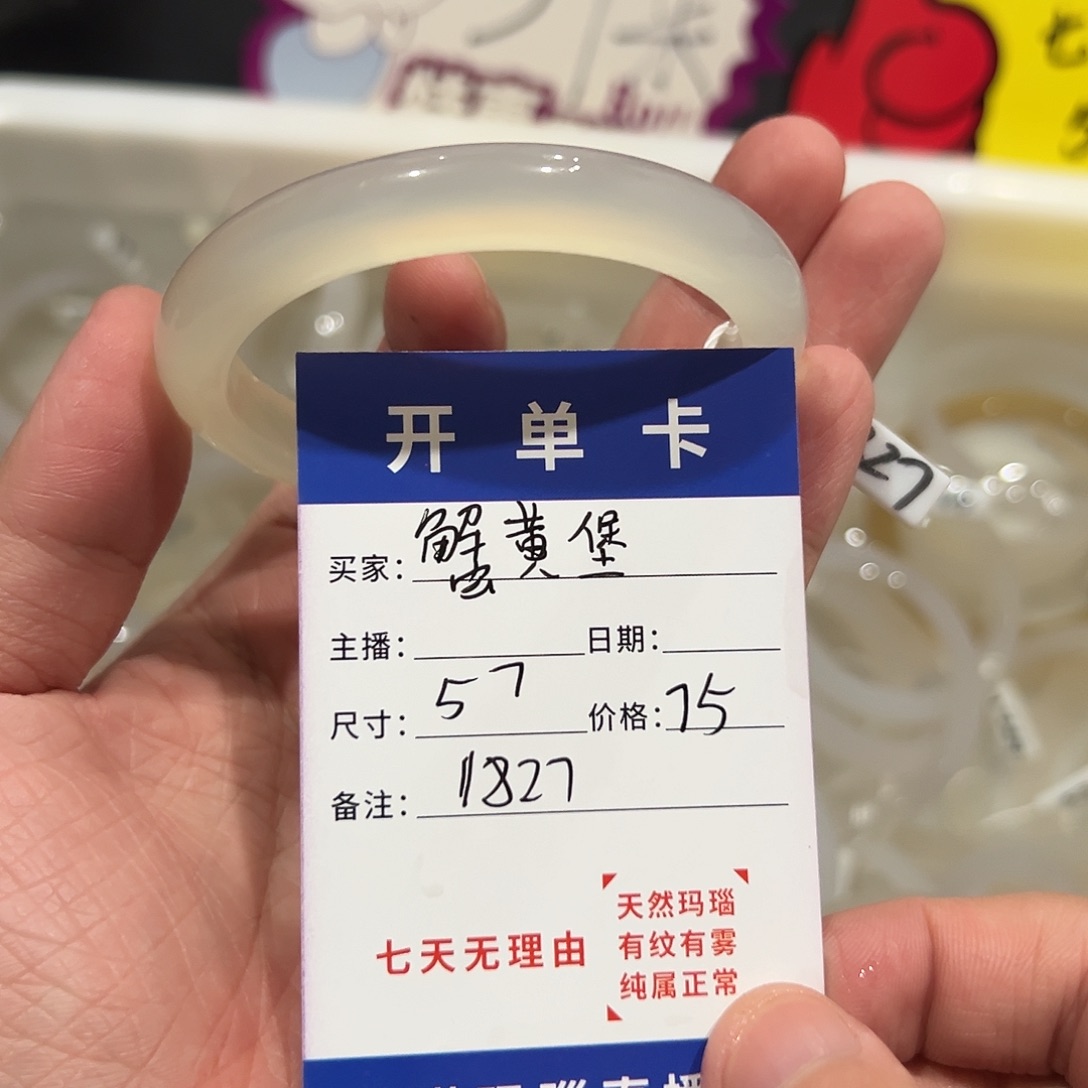 开单卡
买家：蟹黄堡
主播： 日期：
尺寸：57 价格：75
备注：1827
七天无理由
天然玛瑙
有纹有雾
纯属正常
27